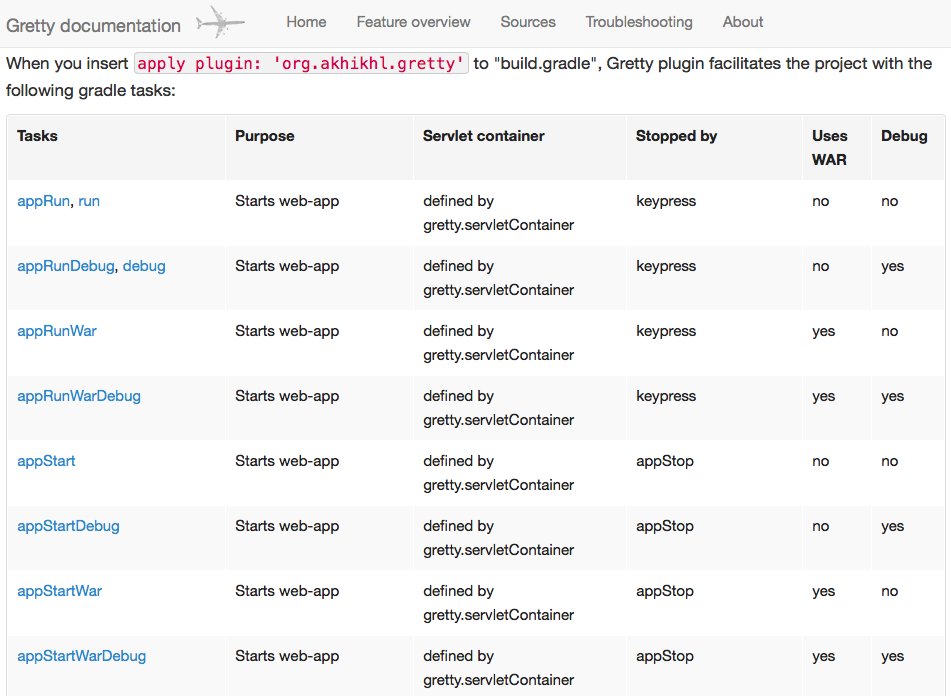 Gretty documentation Home Feature overview Sources Troubleshooting About
When you insert apply plugin: 'org.akhikhl.gretty' to "build.gradle", Gretty plugin facilitates the project with the
following gradle tasks:
Tasks Purpose Servlet container Stopped by Uses WAR Debug
appRun, run Starts web-app defined by gretty.servletContainer keypress no no
appRunDebug, debug Starts web-app defined by gretty.servletContainer keypress no yes
appRunWar Starts web-app defined by gretty.servletContainer keypress yes no
appRunWarDebug Starts web-app defined by gretty.servletContainer keypress yes yes
appStart Starts web-app defined by gretty.servletContainer appStop no no
appStartDebug Starts web-app defined by gretty.servletContainer appStop no yes
appStartWar Starts web-app defined by gretty.servletContainer appStop yes no
appStartWarDebug Starts web-app defined by gretty.servletContainer appStop yes yes